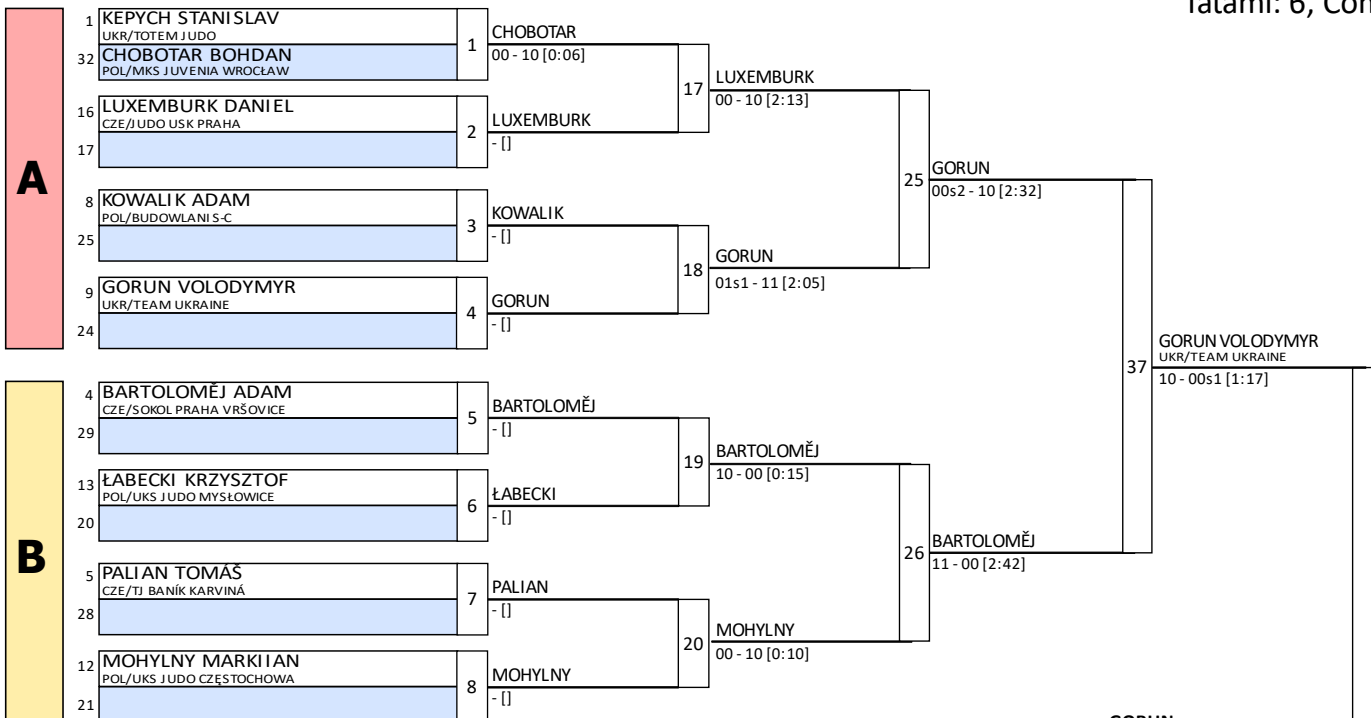 Tatami: 6, Con
A
1 KEPYCH STANISLAV
UKR/TOTEM JUDO
32 CHOBOTAR BOHDAN
POL/MKS JUVENIA WROCŁAW
1
CHOBOTAR
00 - 10 [0:06]
16 LUXEMBURK DANIEL
CZE/JUDO USK PRAHA
17
2
LUXEMBURK
- []
17
LUXEMBURK
00 - 10 [2:13]
8 KOWALIK ADAM
POL/BUDOWLANI S-C
25
3
KOWALIK
- []
9 GORUN VOLODYMYR
UKR/TEAM UKRAINE
24
4
GORUN
- []
18
GORUN
01s1 - 11 [2:05]
25
GORUN
00s2 - 10 [2:32]
B
4 BARTOLOMĚJ ADAM
CZE/SOKOL PRAHA VRŠOVICE
29
5
BARTOLOMĚJ
- []
13 ŁABECKI KRZYSZTOF
POL/UKS JUDO MYSŁOWICE
20
6
ŁABECKI
- []
19
BARTOLOMĚJ
10 - 00 [0:15]
5 PALIAN TOMÁŠ
CZE/TJ BANÍK KARVINÁ
28
7
PALIAN
- []
12 MOHYLNY MARKIIAN
POL/UKS JUDO CZĘSTOCHOWA
21
8
MOHYLNY
- []
20
MOHYLNY
00 - 10 [0:10]
26
BARTOLOMĚJ
11 - 00 [2:42]
37
GORUN VOLODYMYR
UKR/TEAM UKRAINE
10 - 00s1 [1:17]
GORUN